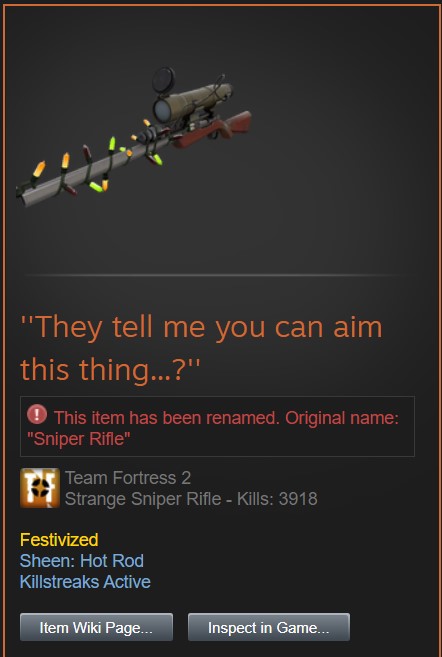 ''They tell me you can aim
this thing...?''
This item has been renamed. Original name:
"Sniper Rifle"
Team Fortress 2
Strange Sniper Rifle - Kills: 3918
Festivized
Sheen: Hot Rod
Killstreaks Active
Item Wiki Page... Inspect in Game...